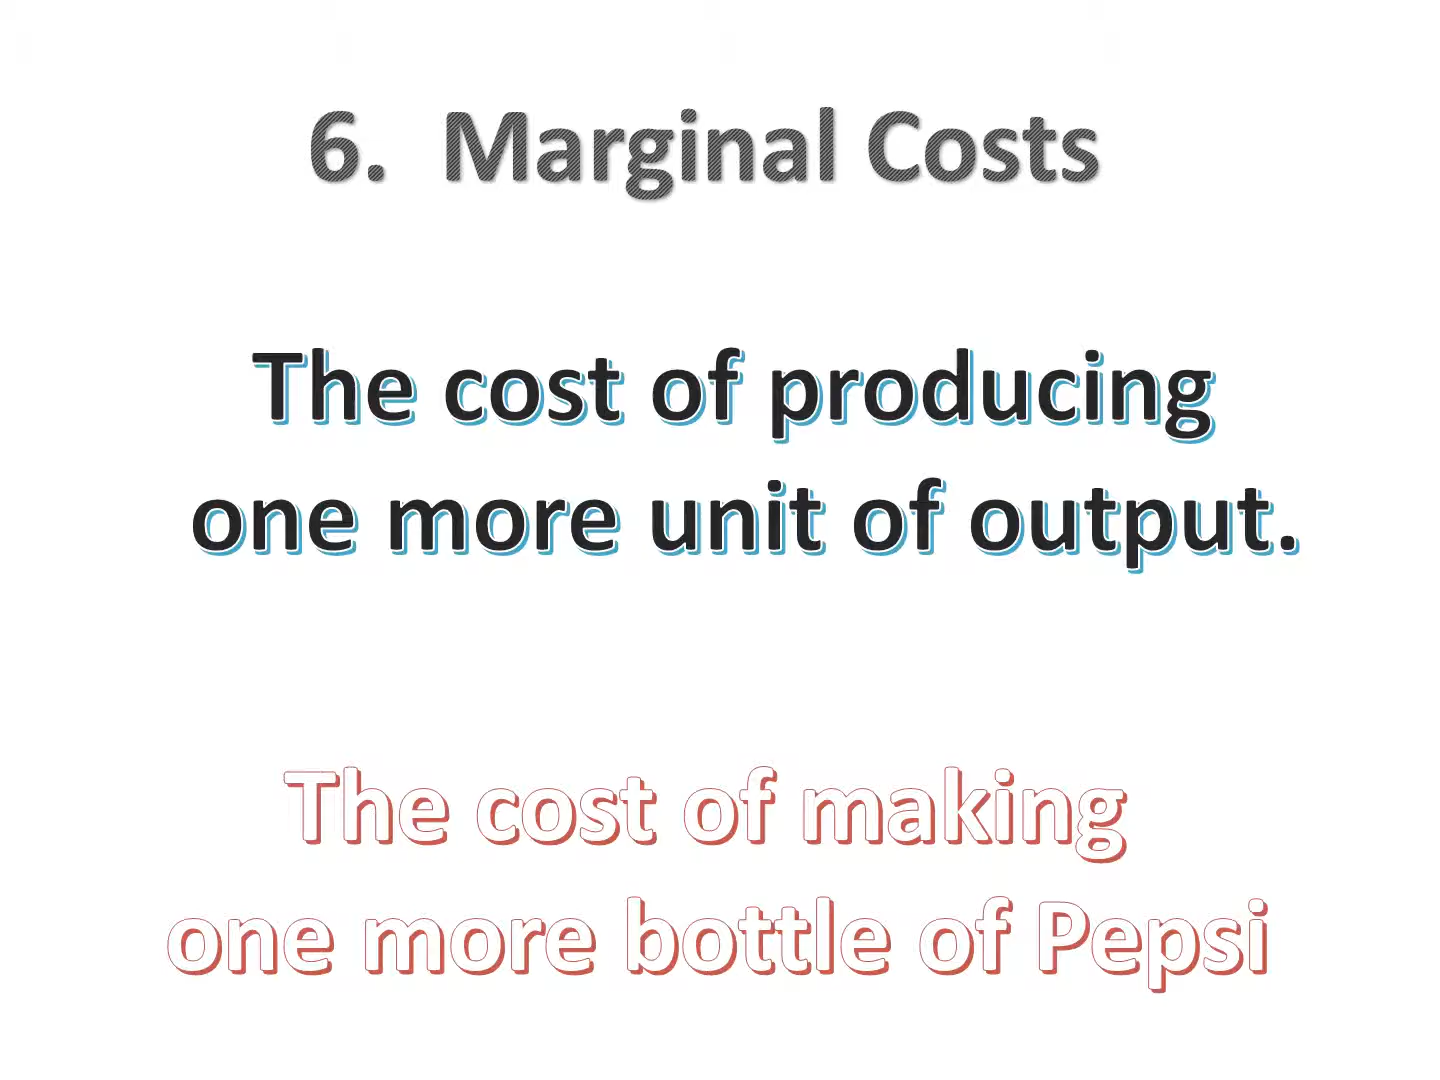 6.  Marginal Costs
The cost of producing
one more unit of output.
The cost of making
one more bottle of Pepsi